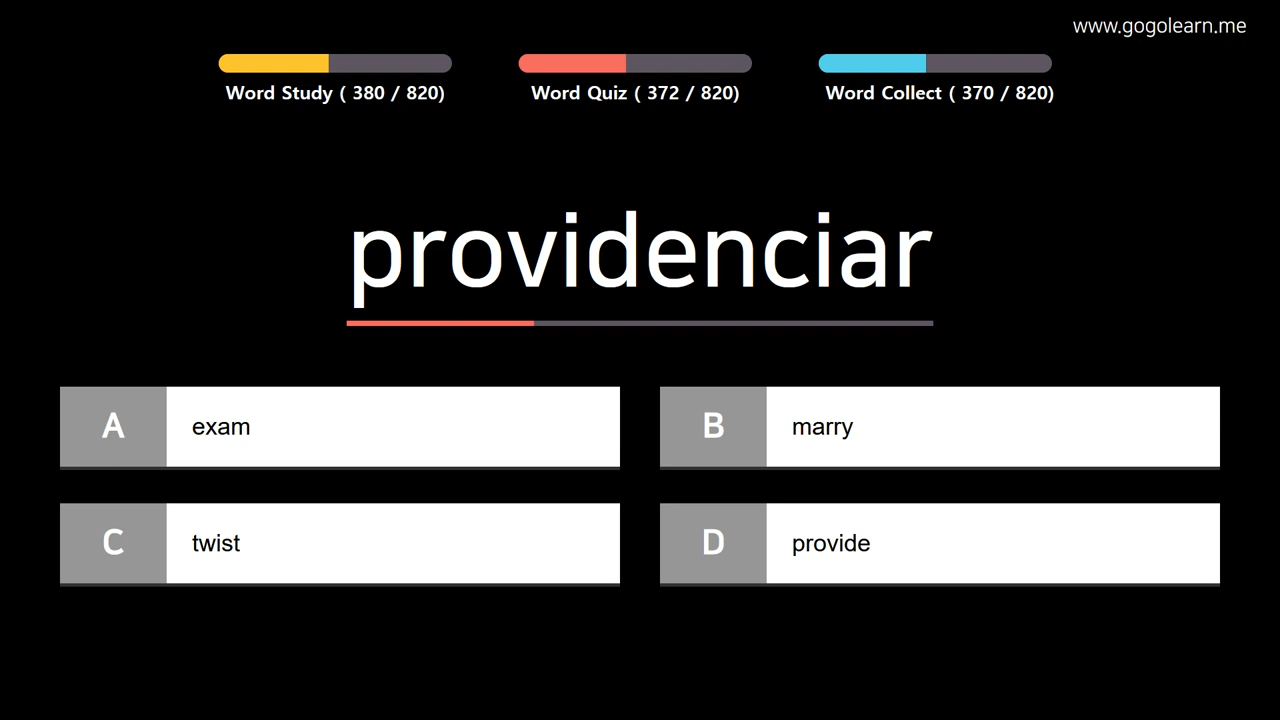 www.gogolearn.me
Word Study ( 380 / 820)
Word Quiz ( 372 / 820)
Word Collect ( 370 / 820)
providenciar
A exam
B marry
C twist
D provide